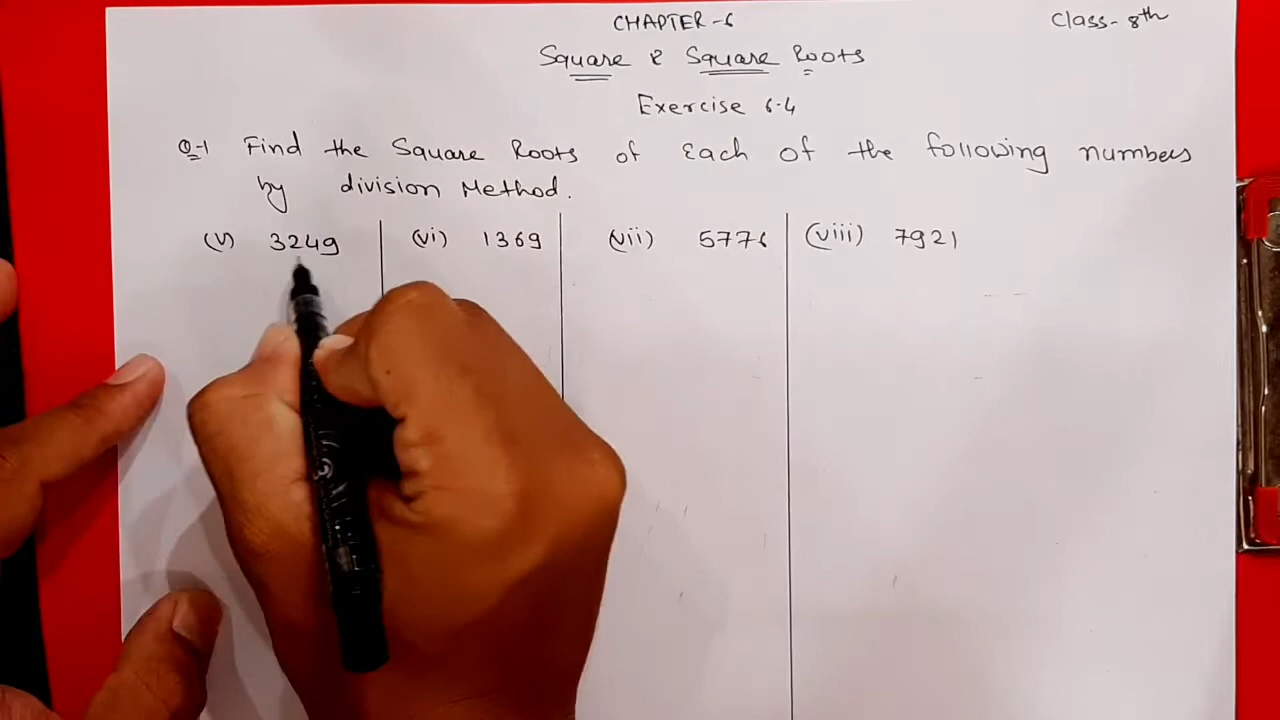 CHAPTER-6
Class- 8th
Square & Square Roots
Exercise 6.4
Q-1 Find the Square Roots of Each of the following numbers
by division Method.
(v) 3249 (vi) 1369 (vii) 5776 (viii) 7921